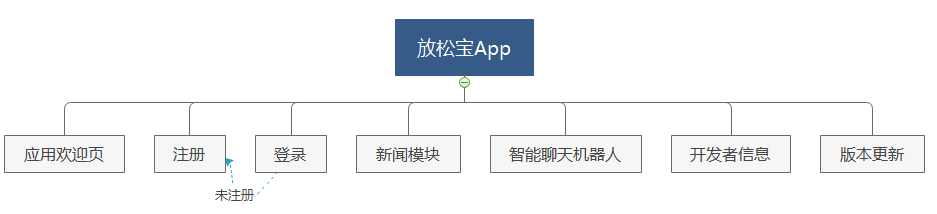 放松宝App
应用欢迎页
注册
登录
新闻模块
智能聊天机器人
开发者信息
版本更新
未注册